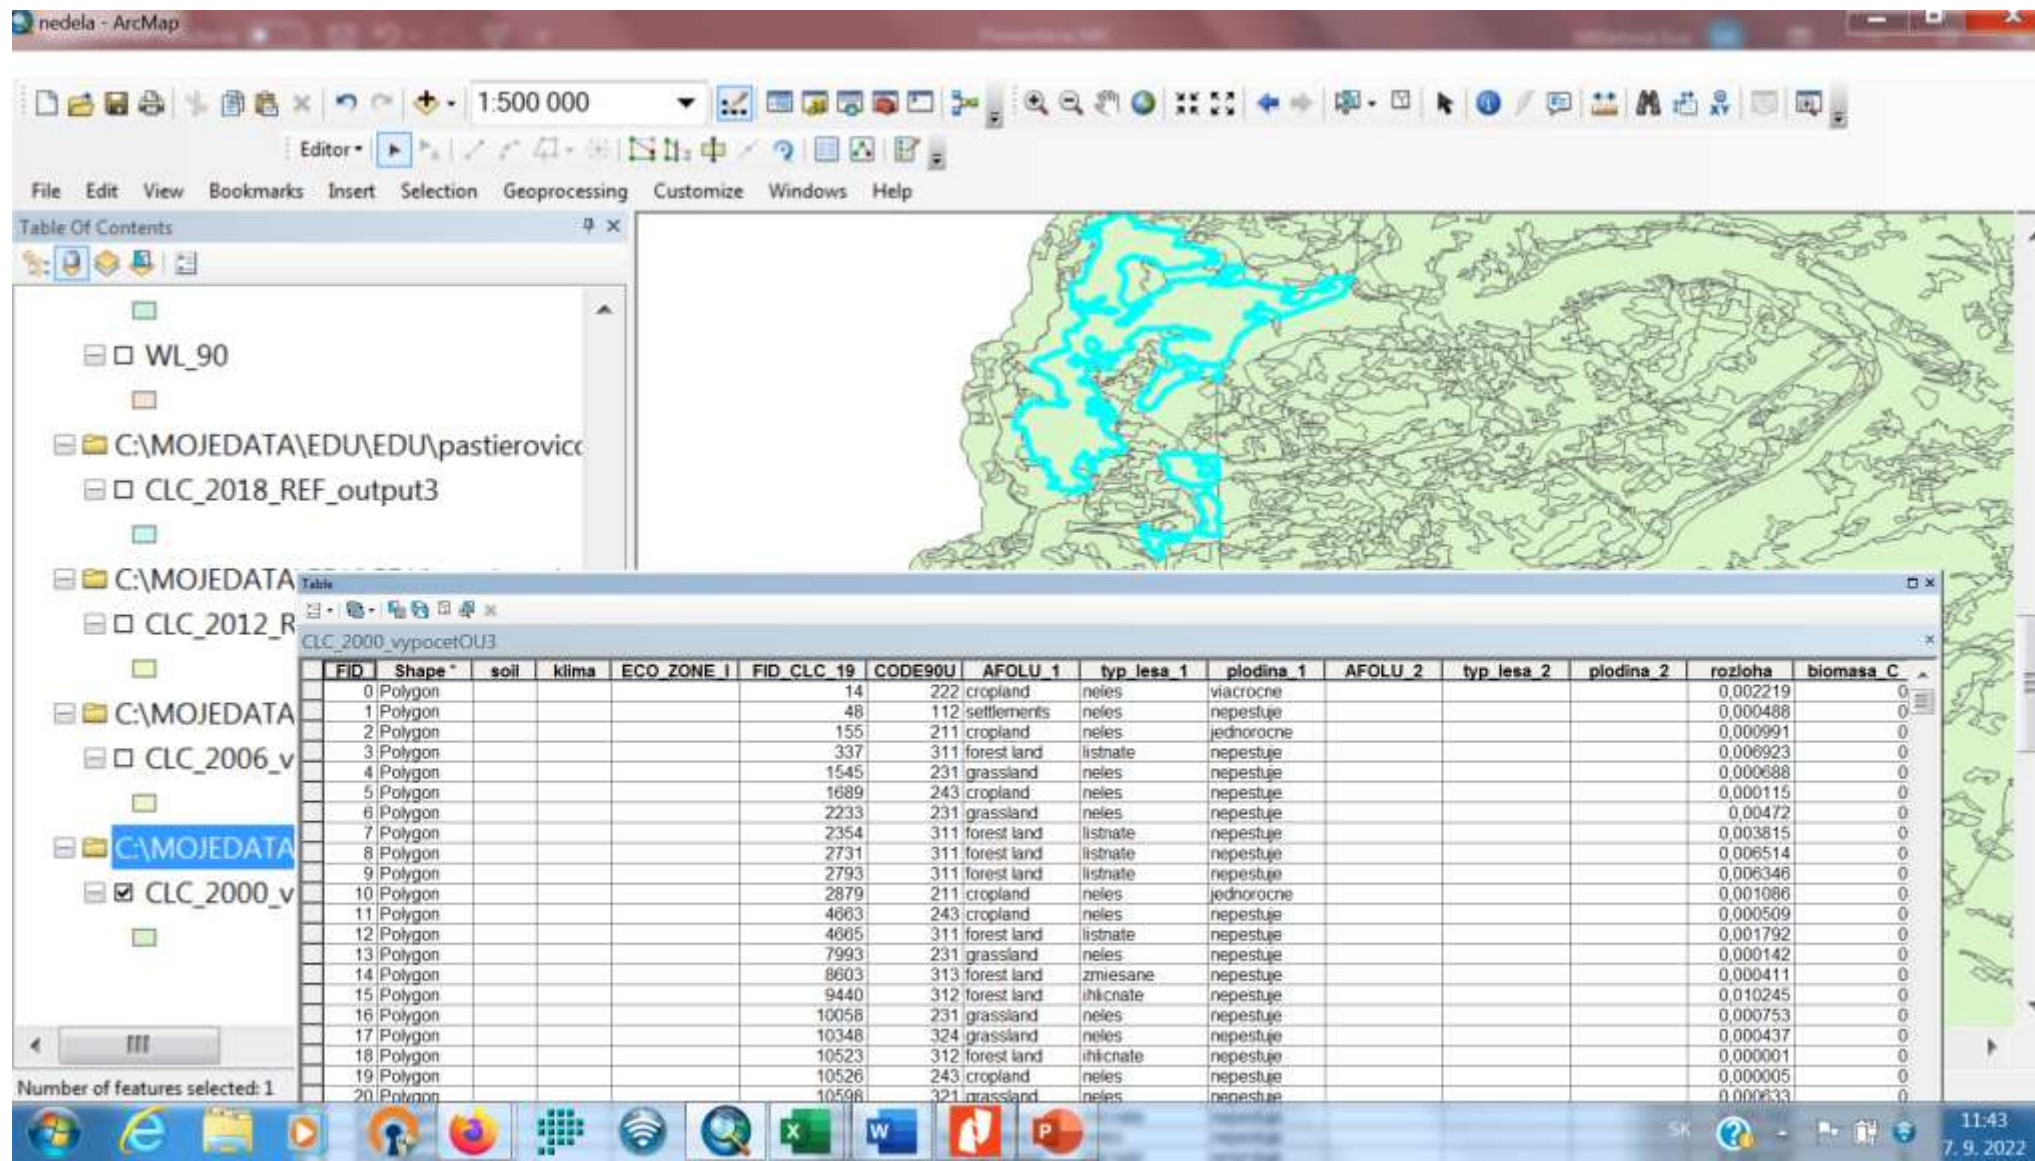 nedela - ArcMap
1:500 000
Editor
File Edit View Bookmarks Insert Selection Geoprocessing Customize Windows Help
Table Of Contents
WL_90
C:\MOJEDATA\EDU\EDU\pastierovicc
CLC_2018_REF_output3
C:\MOJEDATA
CLC_2012_R
C:\MOJEDATA
CLC_2006_v
C:\MOJEDATA
CLC_2000_v
Number of features selected: 1
Table
CLC_2000_vypocetOU3
FID Shape * soil klima ECO_ZONE_I FID_CLC_19 CODE90U AFOLU_1 typ_lesa_1 plodina_1 AFOLU_2 typ_lesa_2 plodina_2 rozloha biomasa_C
0 Polygon 14 222 cropland neles viacrocne 0,002219 0
1 Polygon 48 112 settlements neles nepestuje 0,000488 0
2 Polygon 155 211 cropland neles jednorocne 0,000991 0
3 Polygon 337 311 forest land listnate nepestuje 0,006923 0
4 Polygon 1545 231 grassland neles nepestuje 0,000688 0
5 Polygon 1689 243 cropland neles nepestuje 0,000115 0
6 Polygon 2233 231 grassland neles nepestuje 0,00472 0
7 Polygon 2354 311 forest land listnate nepestuje 0,003815 0
8 Polygon 2731 311 forest land listnate nepestuje 0,006514 0
9 Polygon 2793 311 forest land listnate nepestuje 0,006346 0
10 Polygon 2879 211 cropland neles jednorocne 0,001086 0
11 Polygon 4663 243 cropland neles nepestuje 0,000509 0
12 Polygon 4665 311 forest land listnate nepestuje 0,001792 0
13 Polygon 7993 231 grassland neles nepestuje 0,000142 0
14 Polygon 8603 313 forest land zmiesane nepestuje 0,000411 0
15 Polygon 9440 312 forest land ihlicnate nepestuje 0,010245 0
16 Polygon 10058 231 grassland neles nepestuje 0,000753 0
17 Polygon 10348 324 grassland neles nepestuje 0,000437 0
18 Polygon 10523 312 forest land ihlicnate nepestuje 0,000001 0
19 Polygon 10526 243 cropland neles nepestuje 0,000005 0
20 Polygon 10598 321 grassland neles nepestuje 0,000633 0
SK
11:43
7. 9. 2022